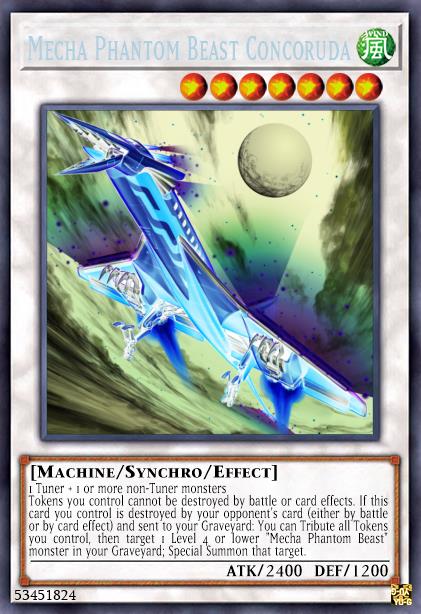 MECHA PHANTOM BEAST CONCORUDA
WIND
風
[MACHINE/SYNCHRO/EFFECT]
1 Tuner + 1 or more non-Tuner monsters
Tokens you control cannot be destroyed by battle or card effects. If this
card you control is destroyed by your opponent's card (either by battle
or by card effect) and sent to your Graveyard: You can Tribute all Tokens
you control, then target 1 Level 4 or lower "Mecha Phantom Beast"
monster in your Graveyard; Special Summon that target.
ATK/2400 DEF/1200
53451824